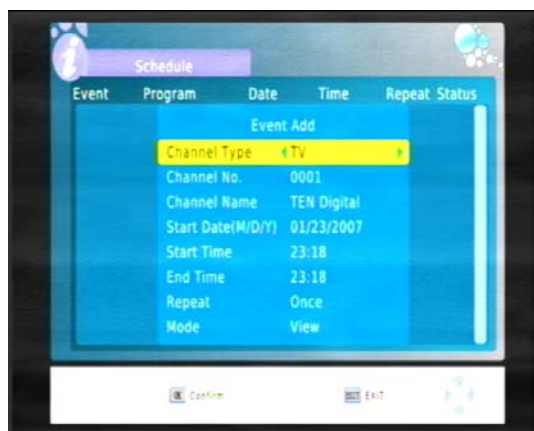 i
Schedule
Event Program Date Time Repeat Status
Event Add
Channel Type TV
Channel No. 0001
Channel Name TEN Digital
Start Date(M/D/Y) 01/23/2007
Start Time 23:18
End Time 23:18
Repeat Once
Mode View
OK Confirm EXIT EXIT